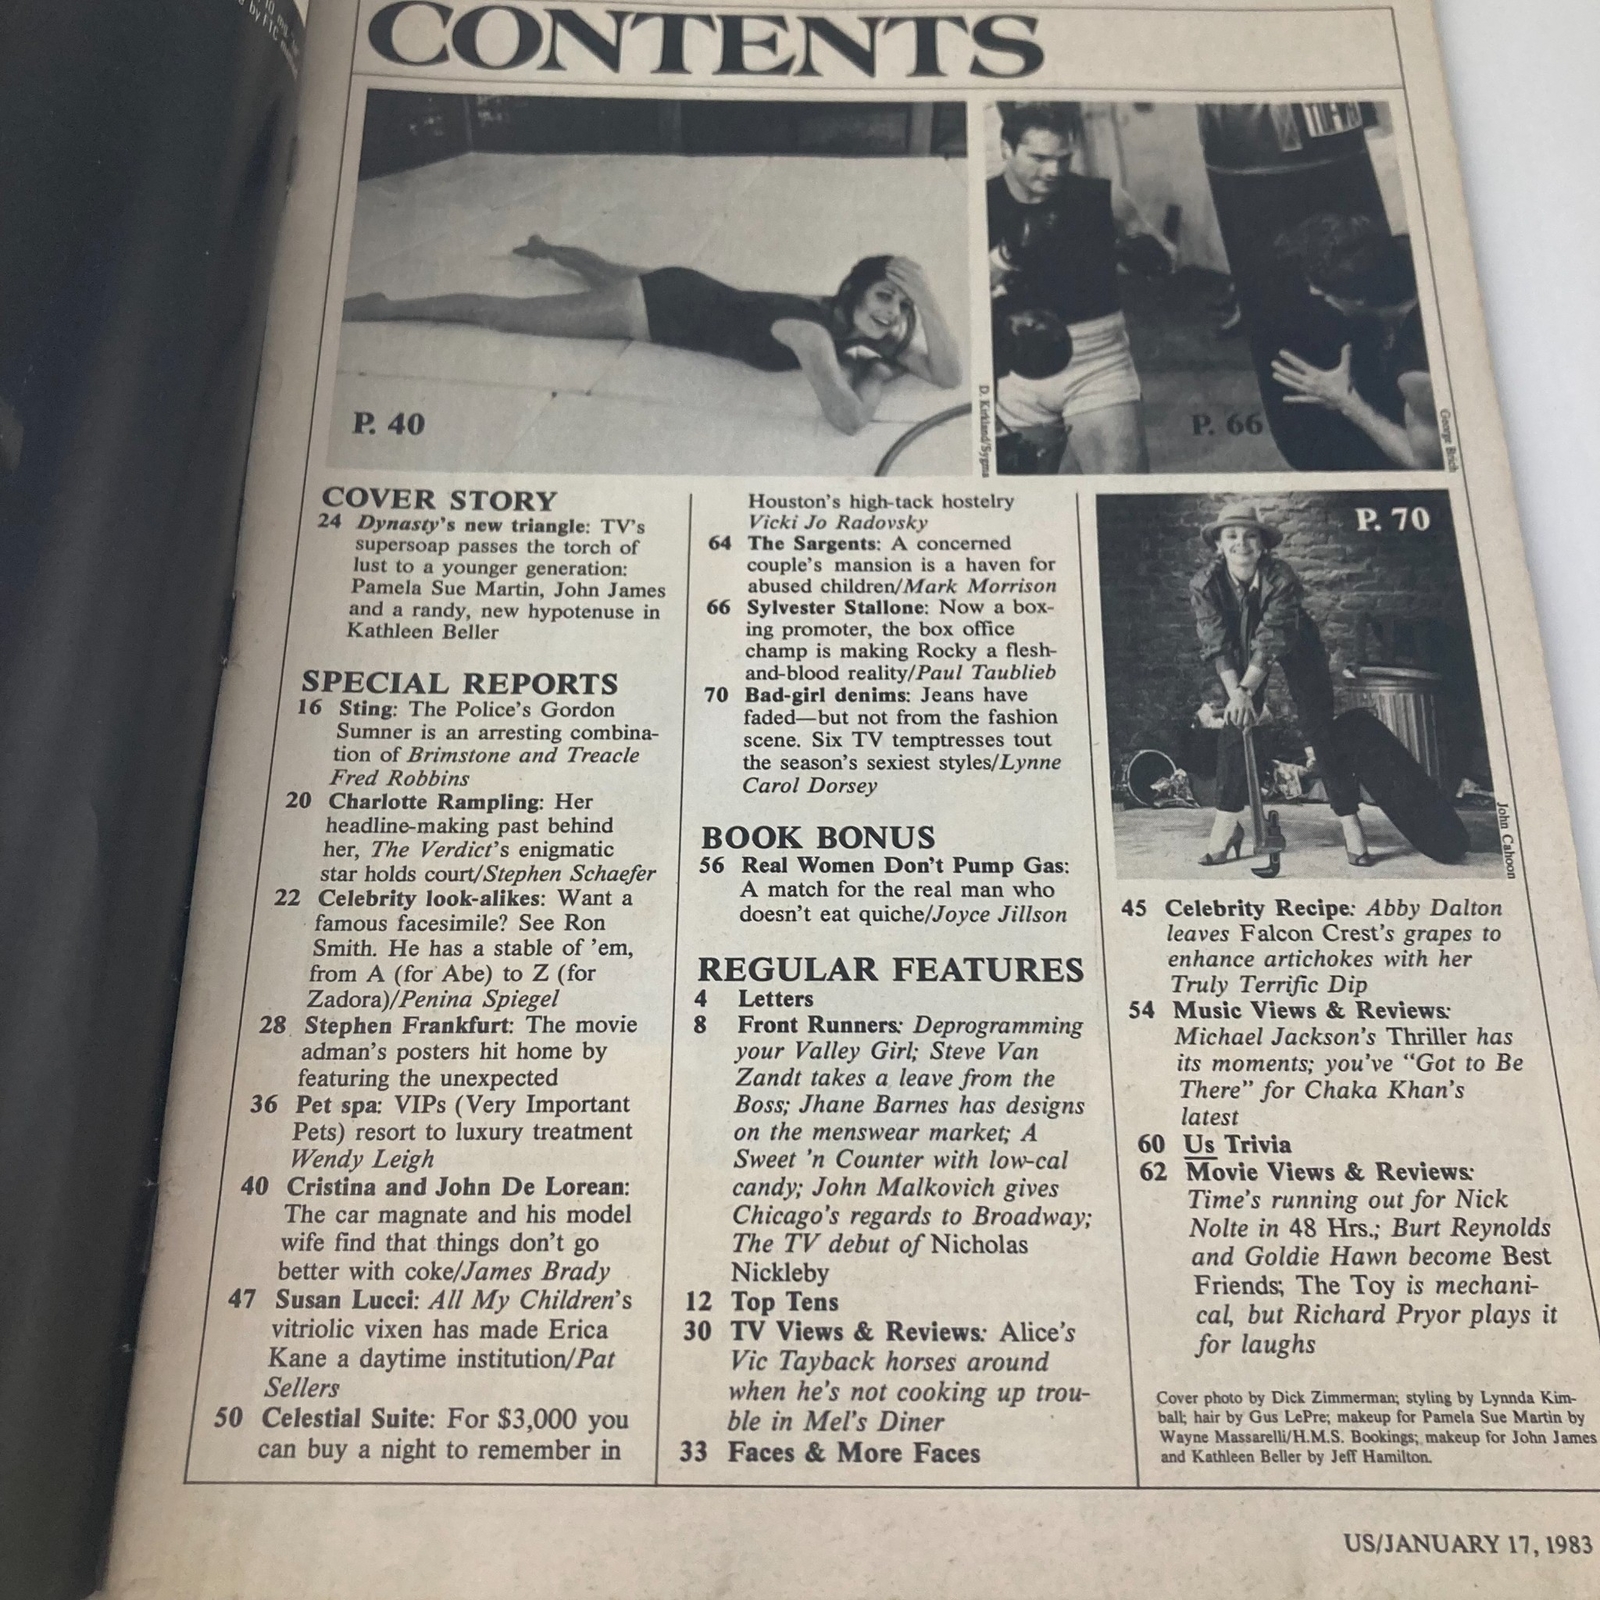 10 mg.
by FTC
CONTENTS
P. 40
D. Kirkland/Sygma
P. 66
George Brich
COVER STORY
24 Dynasty's new triangle: TV's
supersoap passes the torch of
lust to a younger generation:
Pamela Sue Martin, John James
and a randy, new hypotenuse in
Kathleen Beller
SPECIAL REPORTS
16 Sting: The Police's Gordon
Sumner is an arresting combina-
tion of Brimstone and Treacle
Fred Robbins
20 Charlotte Rampling: Her
headline-making past behind
her, The Verdict's enigmatic
star holds court/Stephen Schaefer
22 Celebrity look-alikes: Want a
famous facesimile? See Ron
Smith. He has a stable of 'em,
from A (for Abe) to Z (for
Zadora)/Penina Spiegel
28 Stephen Frankfurt: The movie
adman's posters hit home by
featuring the unexpected
36 Pet spa: VIPs (Very Important
Pets) resort to luxury treatment
Wendy Leigh
40 Cristina and John De Lorean:
The car magnate and his model
wife find that things don't go
better with coke/James Brady
47 Susan Lucci: All My Children's
vitriolic vixen has made Erica
Kane a daytime institution/Pat
Sellers
50 Celestial Suite: For $3,000 you
can buy a night to remember in
Houston's high-tack hostelry
Vicki Jo Radovsky
64 The Sargents: A concerned
couple's mansion is a haven for
abused children/Mark Morrison
66 Sylvester Stallone: Now a box-
ing promoter, the box office
champ is making Rocky a flesh-
and-blood reality/Paul Taublieb
70 Bad-girl denims: Jeans have
faded—but not from the fashion
scene. Six TV temptresses tout
the season's sexiest styles/Lynne
Carol Dorsey
BOOK BONUS
56 Real Women Don't Pump Gas:
A match for the real man who
doesn't eat quiche/Joyce Jillson
REGULAR FEATURES
4 Letters
8 Front Runners: Deprogramming
your Valley Girl; Steve Van
Zandt takes a leave from the
Boss; Jhane Barnes has designs
on the menswear market; A
Sweet 'n Counter with low-cal
candy; John Malkovich gives
Chicago's regards to Broadway;
The TV debut of Nicholas
Nickleby
12 Top Tens
30 TV Views & Reviews: Alice's
Vic Tayback horses around
when he's not cooking up trou-
ble in Mel's Diner
33 Faces & More Faces
P. 70
John Cahoon
45 Celebrity Recipe: Abby Dalton
leaves Falcon Crest's grapes to
enhance artichokes with her
Truly Terrific Dip
54 Music Views & Reviews:
Michael Jackson's Thriller has
its moments; you've "Got to Be
There" for Chaka Khan's
latest
60 Us Trivia
62 Movie Views & Reviews:
Time's running out for Nick
Nolte in 48 Hrs.; Burt Reynolds
and Goldie Hawn become Best
Friends; The Toy is mechani-
cal, but Richard Pryor plays it
for laughs
Cover photo by Dick Zimmerman; styling by Lynnda Kim-
ball; hair by Gus LePre; makeup for Pamela Sue Martin by
Wayne Massarelli/H.M.S. Bookings; makeup for John James
and Kathleen Beller by Jeff Hamilton.
US/JANUARY 17, 1983